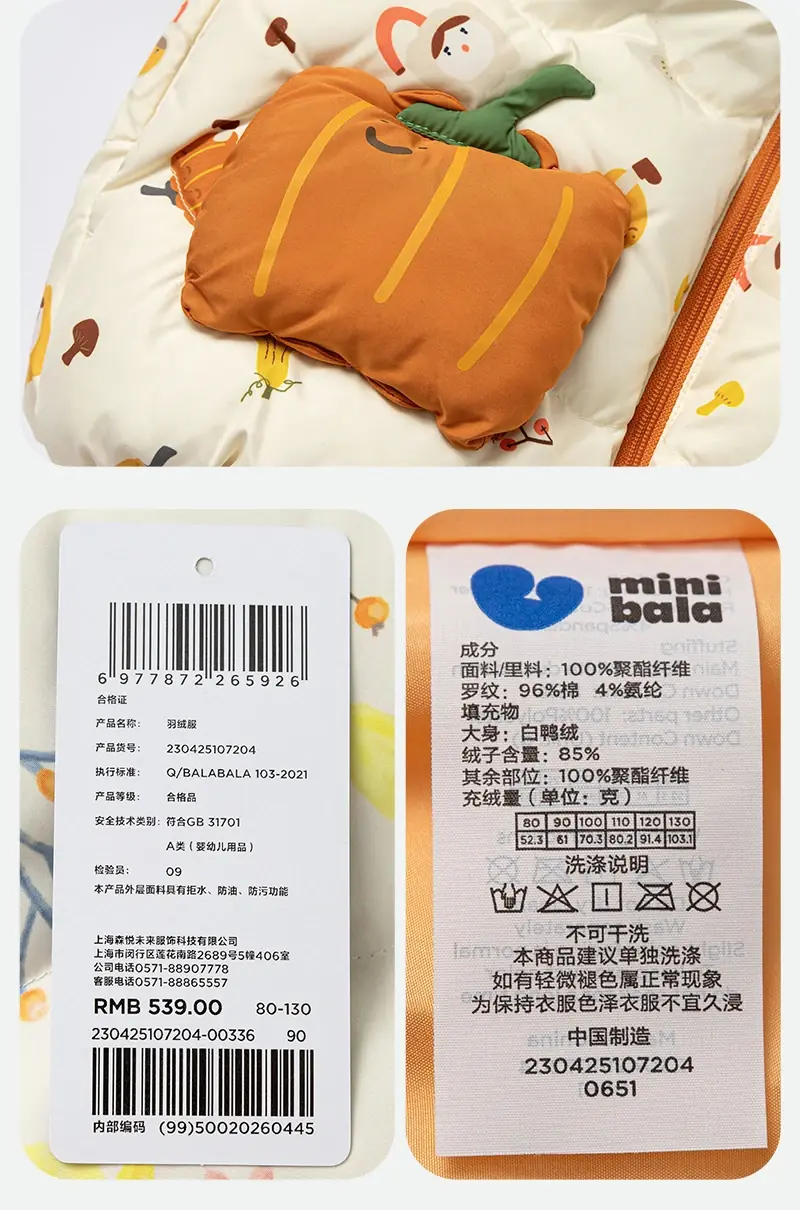 6 977872 265926
合格证
产品名称: 羽绒服
产品货号: 230425107204
执行标准: Q/BALABALA 103-2021
产品等级: 合格品
安全技术类别: 符合GB 31701
A类(婴幼儿用品)
检验员: 09
本产品外层面料具有拒水、防油、防污功能
上海森悦未来服饰科技有限公司
上海市闵行区莲花南路2689号5幢406室
公司电话0571-88907778
客服电话0571-88865557
RMB 539.00 80-130
230425107204-00336 90
内部编码 (99)50020260445
mini
bala
成分
面料/里料: 100%聚酯纤维
罗纹: 96%棉 4%氨纶
填充物
大身: 白鸭绒
绒子含量: 85%
其余部位: 100%聚酯纤维
充绒量(单位: 克)
80 90 100 110 120 130
52.3 61 70.3 80.2 91.4 103.1
洗涤说明
不可干洗
本商品建议单独洗涤
如有轻微褪色属正常现象
为保持衣服色泽衣服不宜久浸
中国制造
230425107204
0651